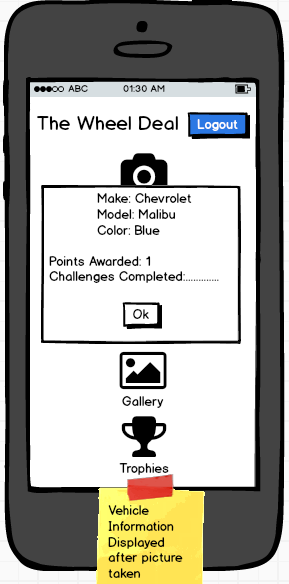 ABC 01:30 AM
The Wheel Deal Logout
Make: Chevrolet
Model: Malibu
Color: Blue
Points Awarded: 1
Challenges Completed:.............
Ok
Gallery
Trophies
Vehicle
Information
Displayed
after picture
taken